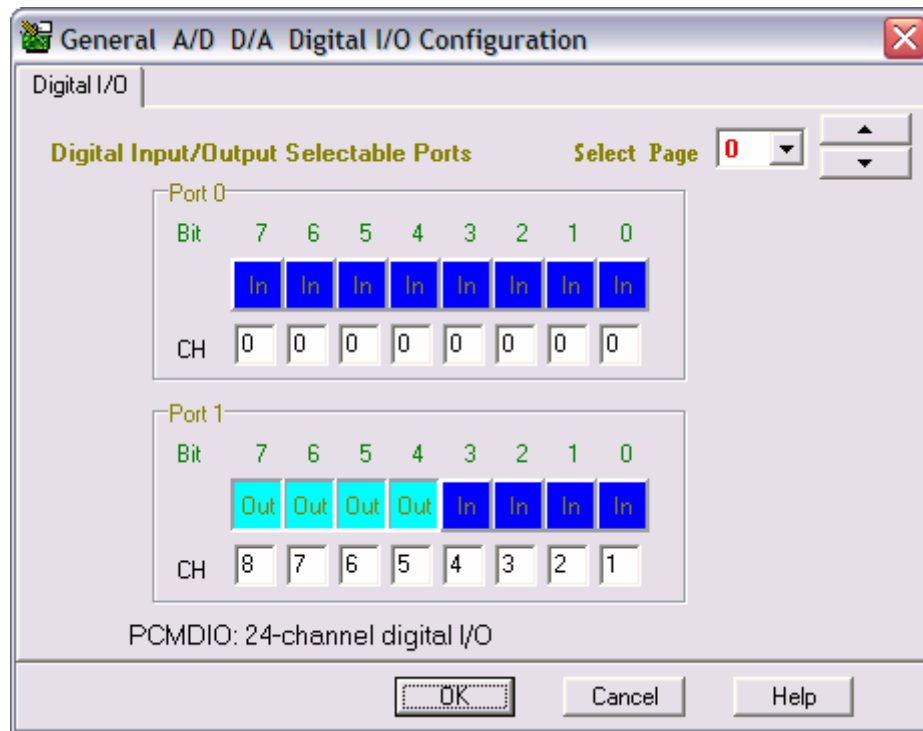 General A/D D/A Digital I/O Configuration
Digital I/O
Digital Input/Output Selectable Ports Select Page 0
Port 0
Bit 7 6 5 4 3 2 1 0
In In In In In In In In
CH 0 0 0 0 0 0 0 0
Port 1
Bit 7 6 5 4 3 2 1 0
Out Out Out Out In In In In
CH 8 7 6 5 4 3 2 1
PCMDIO: 24-channel digital I/O
OK Cancel Help